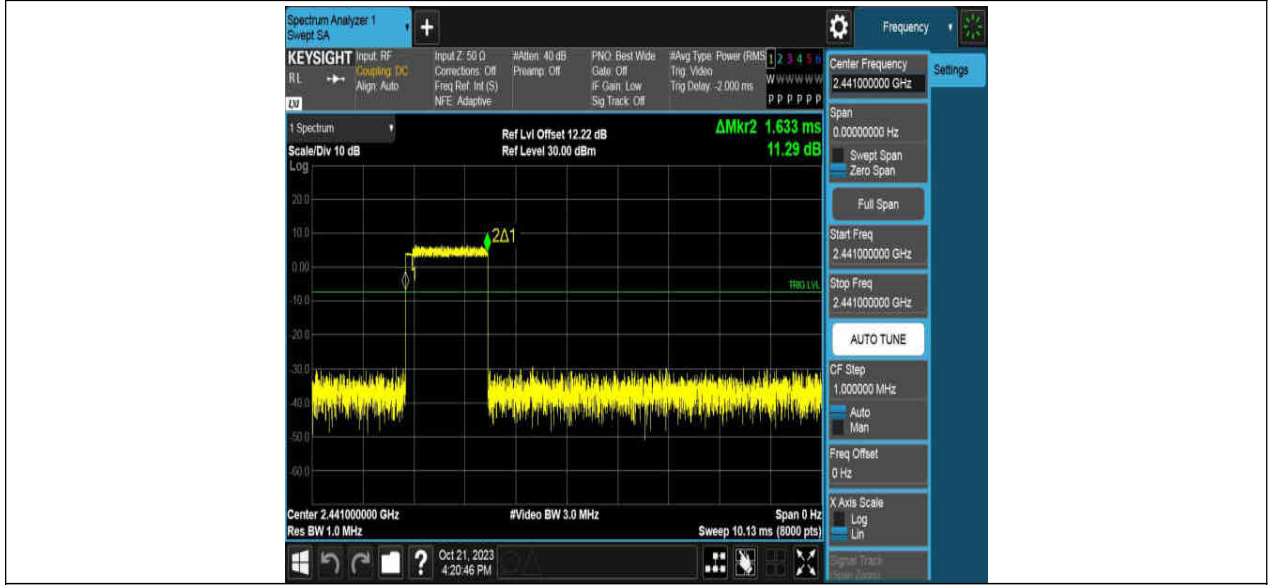 Spectrum Analyzer 1
Swept SA
Frequency
KEYSIGHT
RL
LXI
Input: RF
Coupling: DC
Align: Auto
Input Z: 50 Ω
Corrections: Off
Freq Ref: Int (S)
NFE: Adaptive
#Atten: 40 dB
Preamp: Off
PNO: Best Wide
Gate: Off
IF Gain: Low
Sig Track: Off
#Avg Type: Power (RMS
Trig: Video
Trig Delay: -2.000 ms
1 2 3 4 5 6
W W W W W W
P P P P P P
1 Spectrum
Scale/Div 10 dB
Ref Lvl Offset 12.22 dB
Ref Level 30.00 dBm
ΔMkr2 1.633 ms
11.29 dB
Log
20.0
10.0
0.00
-10.0
-20.0
-30.0
-40.0
-50.0
-60.0
2Δ1
TRIG LVL
Center 2.441000000 GHz
Res BW 1.0 MHz
#Video BW 3.0 MHz
Span 0 Hz
Sweep 10.13 ms (8000 pts)
Oct 21, 2023
4:20:46 PM
Center Frequency
2.441000000 GHz
Settings
Span
0.00000000 Hz
Swept Span
Zero Span
Full Span
Start Freq
2.441000000 GHz
Stop Freq
2.441000000 GHz
AUTO TUNE
CF Step
1.000000 MHz
Auto
Man
Freq Offset
0 Hz
X Axis Scale
Log
Lin
Signal Track
(Span Zoom)